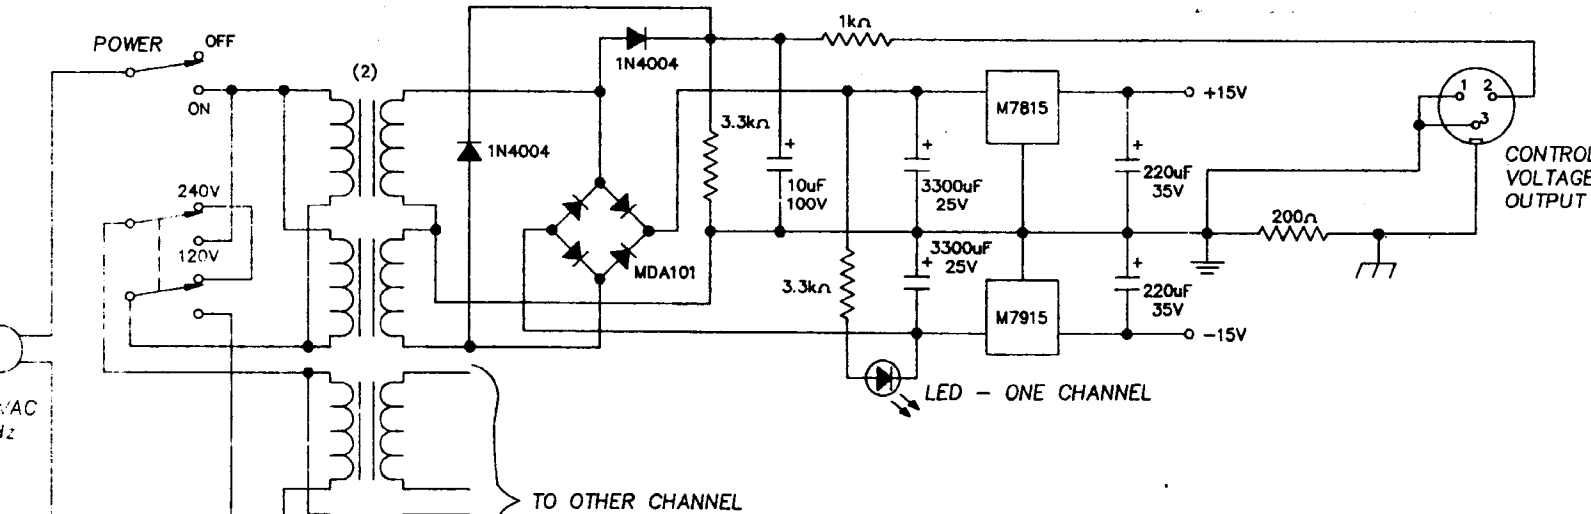 POWER
OFF
ON
(2)
1N4004
1N4004
3.3kΩ
1kΩ
10uF
100V
3300uF
25V
3300uF
25V
M7815
M7915
+15V
-15V
220uF
35V
220uF
35V
1
2
3
CONTROL
VOLTAGE
OUTPUT
200Ω
240V
120V
MDA101
3.3kΩ
LED - ONE CHANNEL
TO OTHER CHANNEL
VAC